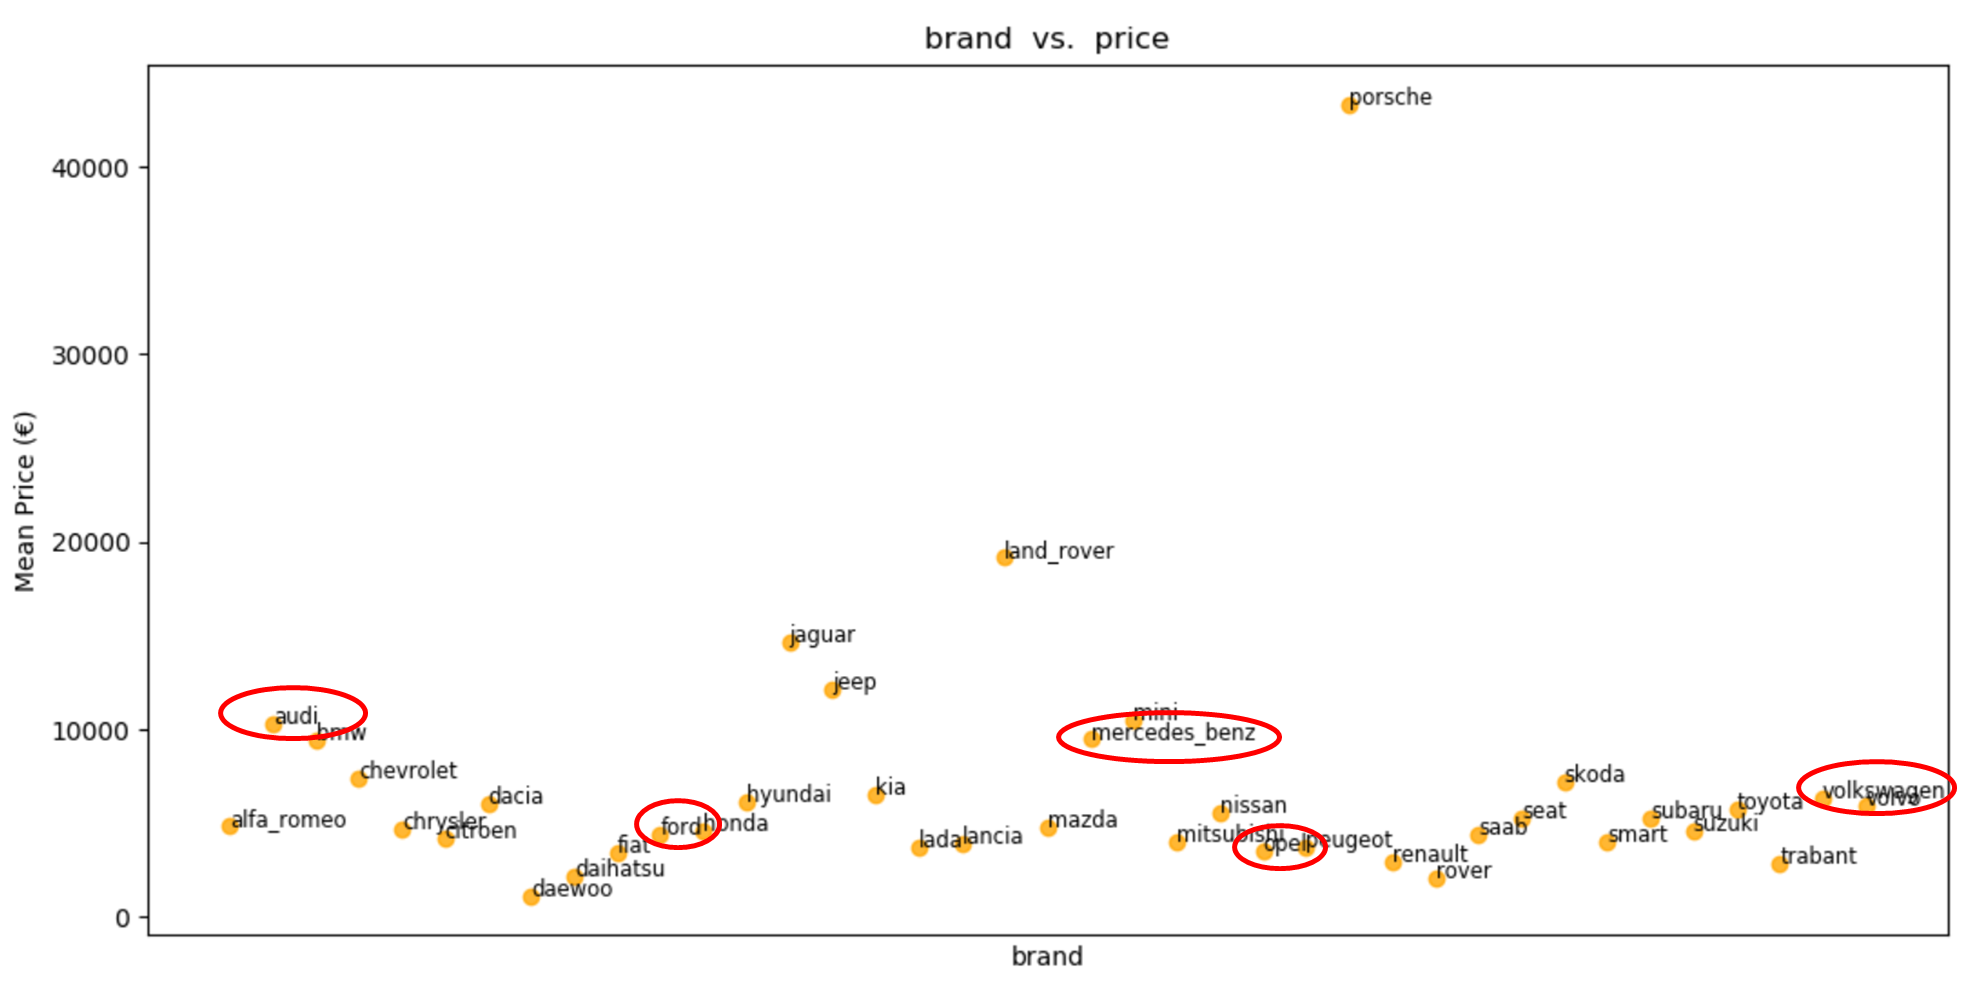 brand vs. price
Mean Price (€)
40000
30000
20000
10000
0
porsche
land_rover
jaguar
jeep
audi
mini
bmw
mercedes_benz
chevrolet
skoda
kia
volkswagen
dacia
hyundai
volvo
nissan
toyota
seat
subaru
alfa_romeo
chrysler
mazda
ford
honda
suzuki
citroen
saab
mitsubishi
smart
lada
lancia
opel
peugeot
fiat
renault
trabant
daihatsu
rover
daewoo
brand